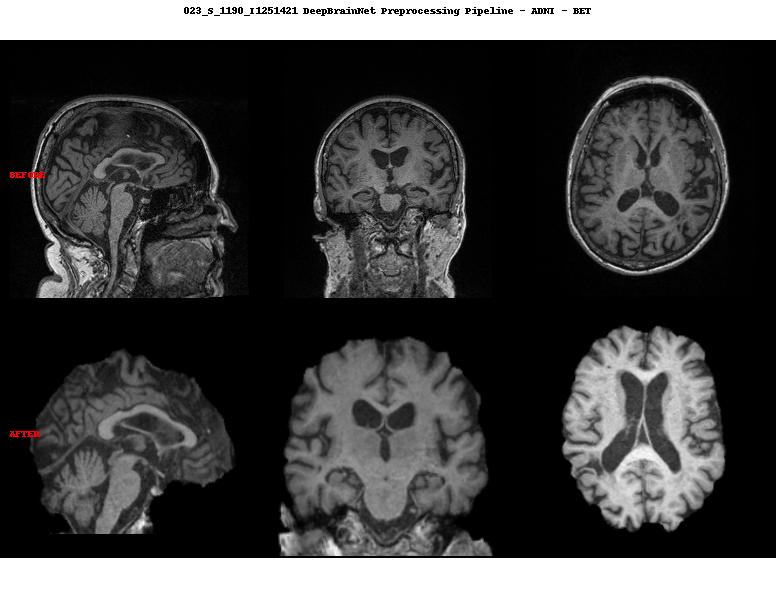 023_S_1190_I1251421 DeepBrainNet Preprocessing Pipeline - ADNI - BET
BEFORE
AFTER